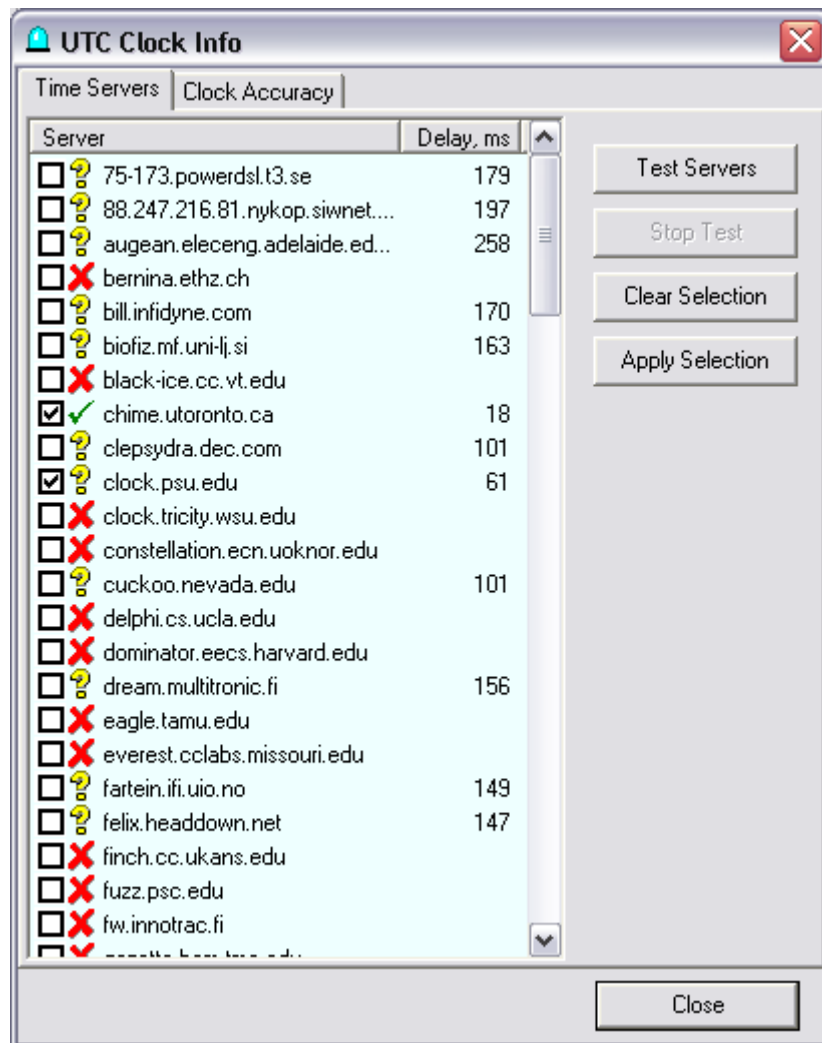 UTC Clock Info
Time Servers Clock Accuracy
Server Delay, ms
75-173.powerdsl.t3.se 179
88.247.216.81.nykop.siwnet.... 197
augean.eleceng.adelaide.ed... 258
bernina.ethz.ch
bill.infidyne.com 170
biofiz.mf.uni-lj.si 163
black-ice.cc.vt.edu
chime.utoronto.ca 18
clepsydra.dec.com 101
clock.psu.edu 61
clock.tricity.wsu.edu
constellation.ecn.uoknor.edu
cuckoo.nevada.edu 101
delphi.cs.ucla.edu
dominator.eecs.harvard.edu
dream.multitronic.fi 156
eagle.tamu.edu
everest.cclabs.missouri.edu
fartein.ifi.uio.no 149
felix.headdown.net 147
finch.cc.ukans.edu
fuzz.psc.edu
fw.innotrac.fi
Test Servers
Stop Test
Clear Selection
Apply Selection
Close